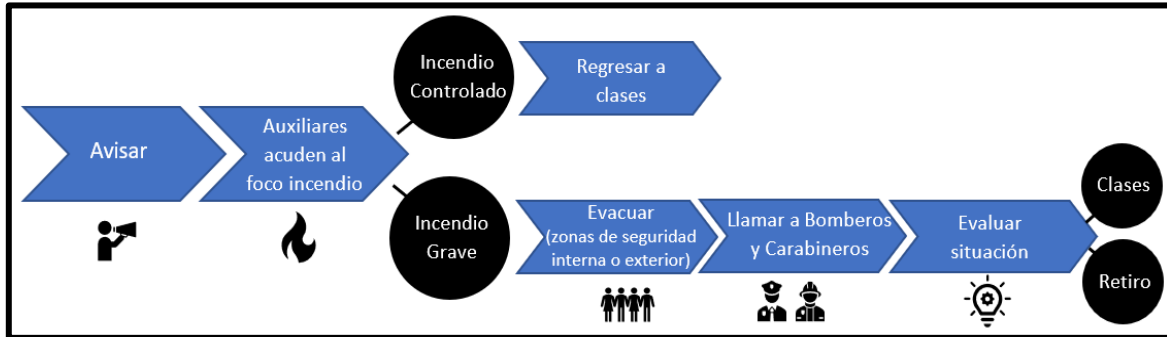 Avisar
Auxiliares
acuden al
foco incendio
Incendio
Controlado
Regresar a
clases
Incendio
Grave
Evacuar
(zonas de seguridad
interna o exterior)
Llamar a Bomberos
y Carabineros
Evaluar
situación
Clases
Retiro